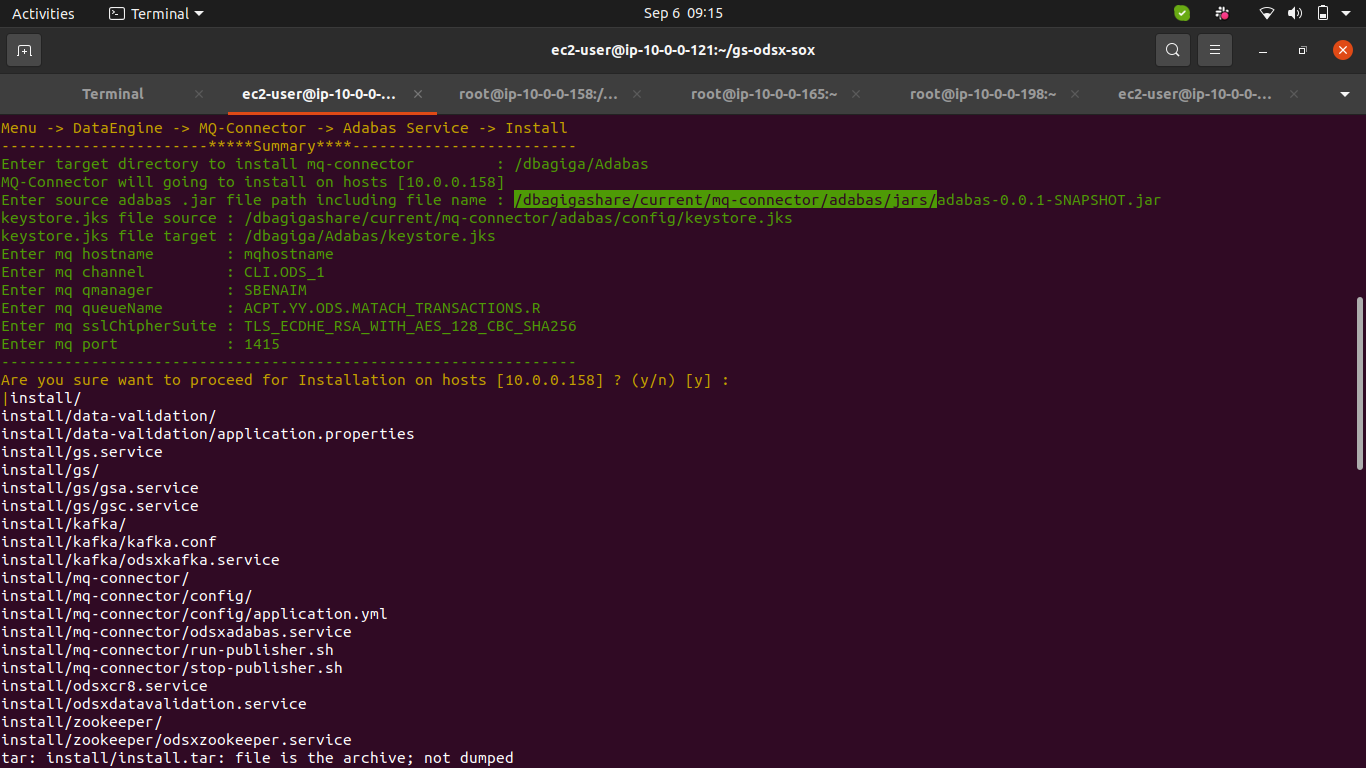 Activities Terminal Sep 6 09:15
ec2-user@ip-10-0-0-121:~/gs-odsx-sox
Terminal ec2-user@ip-10-0-0-... root@ip-10-0-0-158:/... root@ip-10-0-0-165:~ root@ip-10-0-0-198:~ ec2-user@ip-10-0-0-...
Menu -> DataEngine -> MQ-Connector -> Adabas Service -> Install
-----------------------*****Summary****-------------------------
Enter target directory to install mq-connector         : /dbagiga/Adabas
MQ-Connector will going to install on hosts [10.0.0.158]
Enter source adabas .jar file path including file name : /dbagigashare/current/mq-connector/adabas/jars/adabas-0.0.1-SNAPSHOT.jar
keystore.jks file source : /dbagigashare/current/mq-connector/adabas/config/keystore.jks
keystore.jks file target : /dbagiga/Adabas/keystore.jks
Enter mq hostname        : mqhostname
Enter mq channel         : CLI.ODS_1
Enter mq qmanager        : SBENAIM
Enter mq queueName       : ACPT.YY.ODS.MATACH_TRANSACTIONS.R
Enter mq sslChipherSuite : TLS_ECDHE_RSA_WITH_AES_128_CBC_SHA256
Enter mq port            : 1415
----------------------------------------------------------------
Are you sure want to proceed for Installation on hosts [10.0.0.158] ? (y/n) [y] :
|install/
install/data-validation/
install/data-validation/application.properties
install/gs.service
install/gs/
install/gs/gsa.service
install/gs/gsc.service
install/kafka/
install/kafka/kafka.conf
install/kafka/odsxkafka.service
install/mq-connector/
install/mq-connector/config/
install/mq-connector/config/application.yml
install/mq-connector/odsxadabas.service
install/mq-connector/run-publisher.sh
install/mq-connector/stop-publisher.sh
install/odsxcr8.service
install/odsxdatavalidation.service
install/zookeeper/
install/zookeeper/odsxzookeeper.service
tar: install/install.tar: file is the archive; not dumped